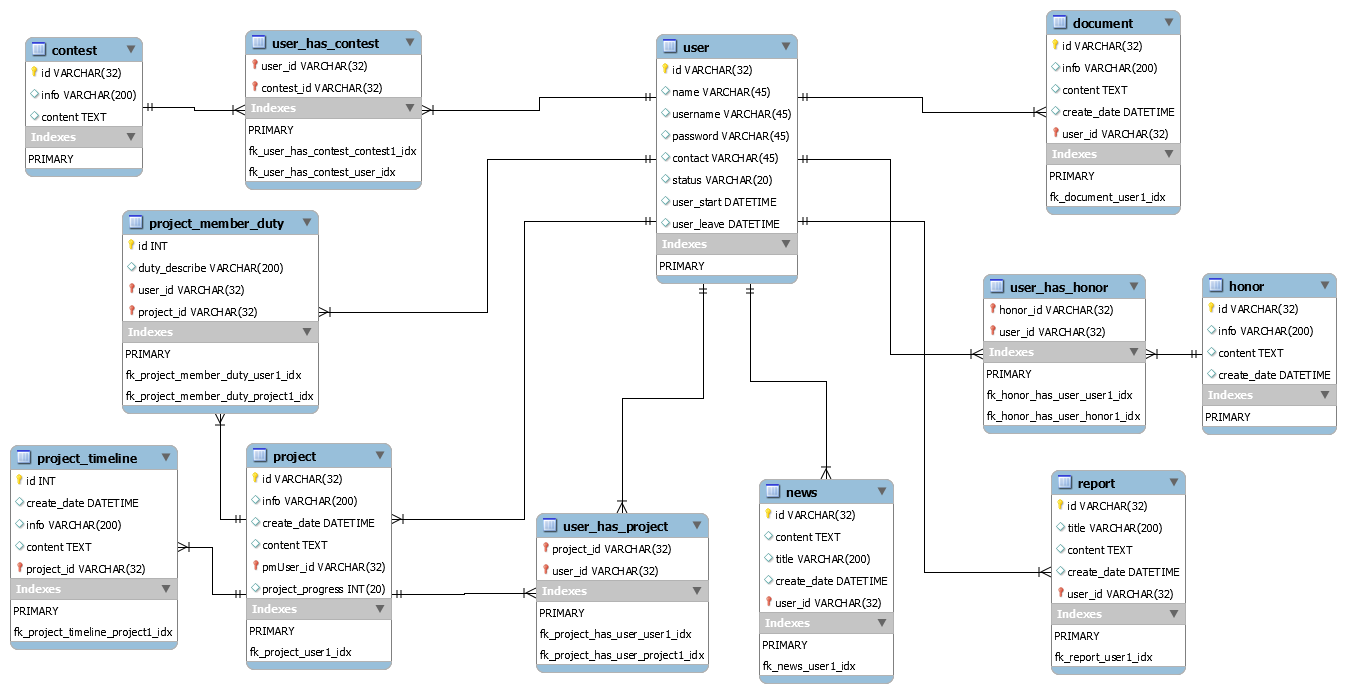 contest
id VARCHAR(32)
info VARCHAR(200)
content TEXT
Indexes
PRIMARY
user_has_contest
user_id VARCHAR(32)
contest_id VARCHAR(32)
Indexes
PRIMARY
fk_user_has_contest_contest1_idx
fk_user_has_contest_user_idx
user
id VARCHAR(32)
name VARCHAR(45)
username VARCHAR(45)
password VARCHAR(45)
contact VARCHAR(45)
status VARCHAR(20)
user_start DATETIME
user_leave DATETIME
Indexes
PRIMARY
document
id VARCHAR(32)
info VARCHAR(200)
content TEXT
create_date DATETIME
user_id VARCHAR(32)
Indexes
PRIMARY
fk_document_user1_idx
project_member_duty
id INT
duty_describe VARCHAR(200)
user_id VARCHAR(32)
project_id VARCHAR(32)
Indexes
PRIMARY
fk_project_member_duty_user1_idx
fk_project_member_duty_project1_idx
user_has_honor
honor_id VARCHAR(32)
user_id VARCHAR(32)
Indexes
PRIMARY
fk_honor_has_user_user1_idx
fk_honor_has_user_honor1_idx
honor
id VARCHAR(32)
info VARCHAR(200)
content TEXT
create_date DATETIME
Indexes
PRIMARY
project_timeline
id INT
create_date DATETIME
info VARCHAR(200)
content TEXT
project_id VARCHAR(32)
Indexes
PRIMARY
fk_project_timeline_project1_idx
project
id VARCHAR(32)
info VARCHAR(200)
create_date DATETIME
content TEXT
pmUser_id VARCHAR(32)
project_progress INT(20)
Indexes
PRIMARY
fk_project_user1_idx
user_has_project
project_id VARCHAR(32)
user_id VARCHAR(32)
Indexes
PRIMARY
fk_project_has_user_user1_idx
fk_project_has_user_project1_idx
news
id VARCHAR(32)
content TEXT
title VARCHAR(200)
create_date DATETIME
user_id VARCHAR(32)
Indexes
PRIMARY
fk_news_user1_idx
report
id VARCHAR(32)
title VARCHAR(200)
content TEXT
create_date DATETIME
user_id VARCHAR(32)
Indexes
PRIMARY
fk_report_user1_idx